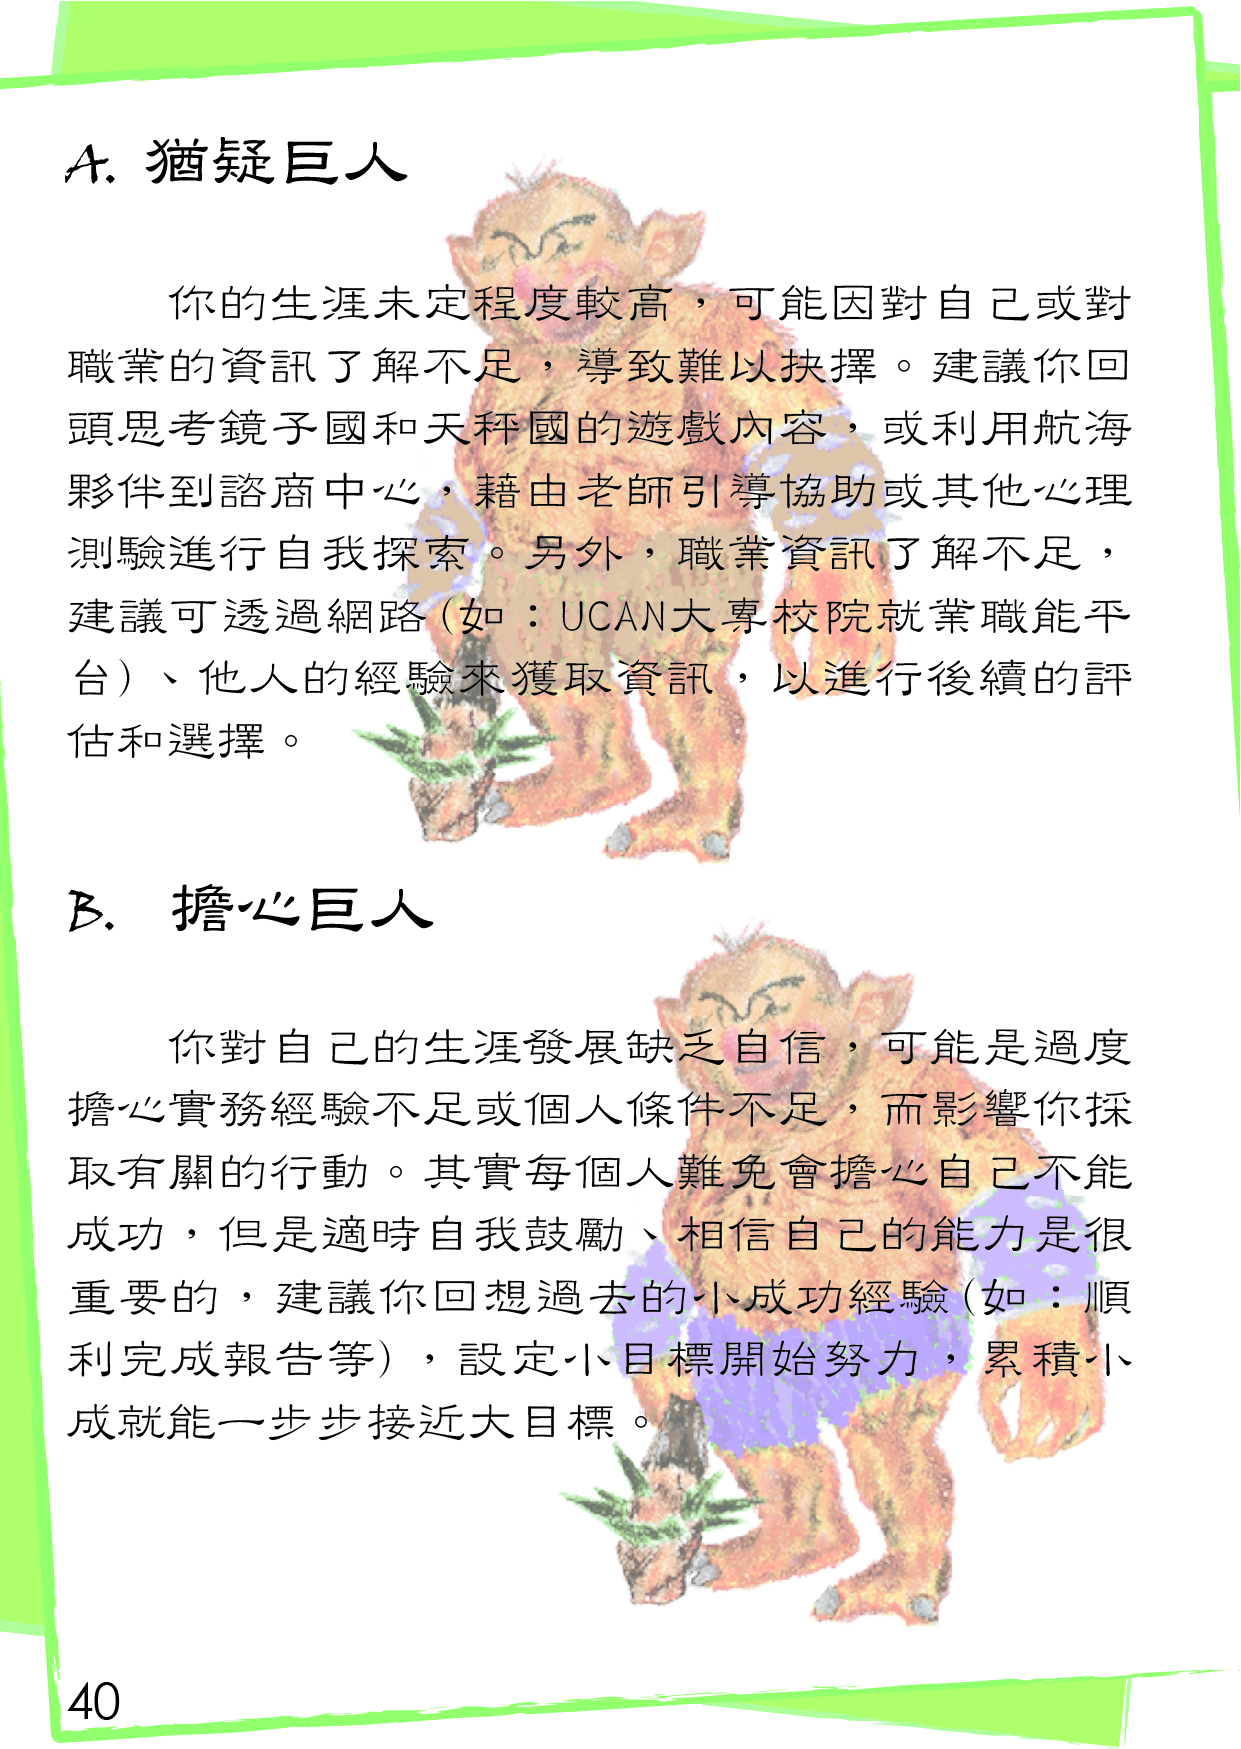 A. 猶疑巨人
你的生涯未定程度較高，可能因對自己或對
職業的資訊了解不足，導致難以抉擇。建議你回
頭思考鏡子國和天秤國的遊戲內容，或利用航海
夥伴到諮商中心，藉由老師引導協助或其他心理
測驗進行自我探索。另外，職業資訊了解不足，
建議可透過網路(如：UCAN大專校院就業職能平
台)、他人的經驗來獲取資訊，以進行後續的評
估和選擇。
B. 擔心巨人
你對自己的生涯發展缺乏自信，可能是過度
擔心實務經驗不足或個人條件不足，而影響你採
取有關的行動。其實每個人難免會擔心自己不能
成功，但是適時自我鼓勵、相信自己的能力是很
重要的，建議你回想過去的小成功經驗(如：順
利完成報告等)，設定小目標開始努力，累積小
成就能一步步接近大目標。
40